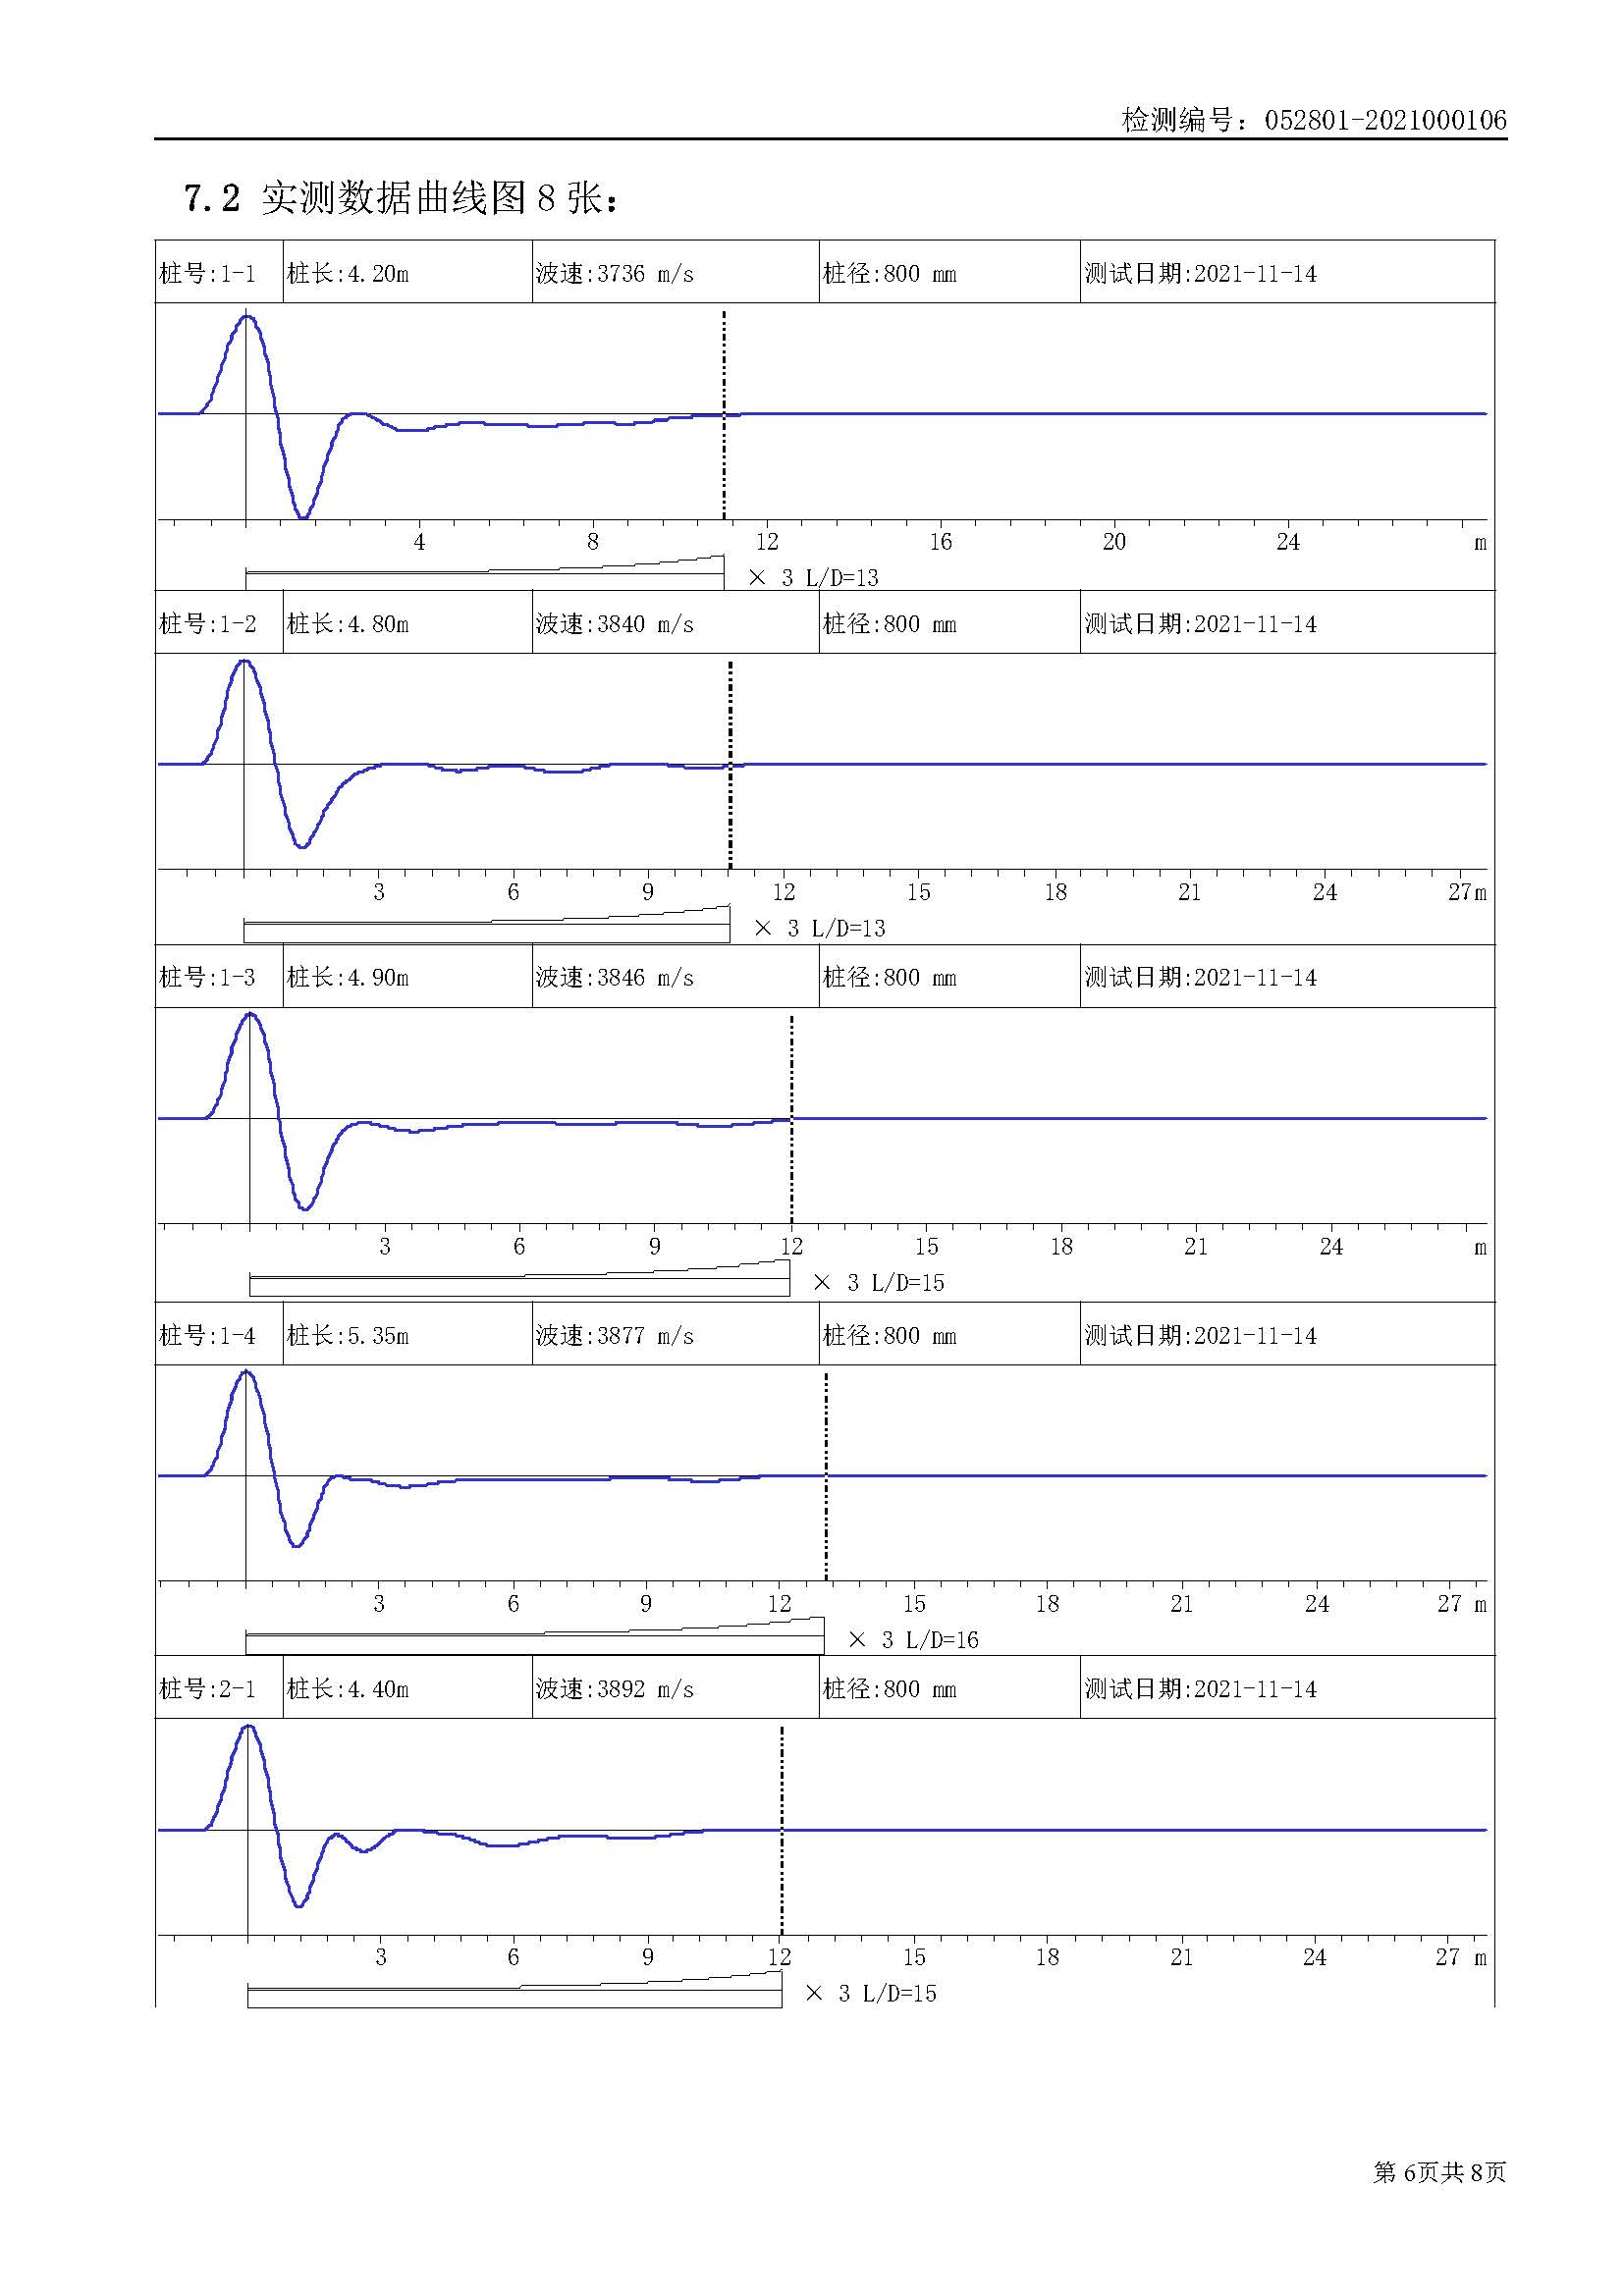 检测编号：052801-2021000106
7.2 实测数据曲线图8张：
桩号:1-1 桩长:4.20m 波速:3736 m/s 桩径:800 mm 测试日期:2021-11-14
4 8 12 16 20 24 m
× 3 L/D=13
桩号:1-2 桩长:4.80m 波速:3840 m/s 桩径:800 mm 测试日期:2021-11-14
3 6 9 12 15 18 21 24 27m
× 3 L/D=13
桩号:1-3 桩长:4.90m 波速:3846 m/s 桩径:800 mm 测试日期:2021-11-14
3 6 9 12 15 18 21 24 m
× 3 L/D=15
桩号:1-4 桩长:5.35m 波速:3877 m/s 桩径:800 mm 测试日期:2021-11-14
3 6 9 12 15 18 21 24 27 m
× 3 L/D=16
桩号:2-1 桩长:4.40m 波速:3892 m/s 桩径:800 mm 测试日期:2021-11-14
3 6 9 12 15 18 21 24 27 m
× 3 L/D=15
第 6页共 8页